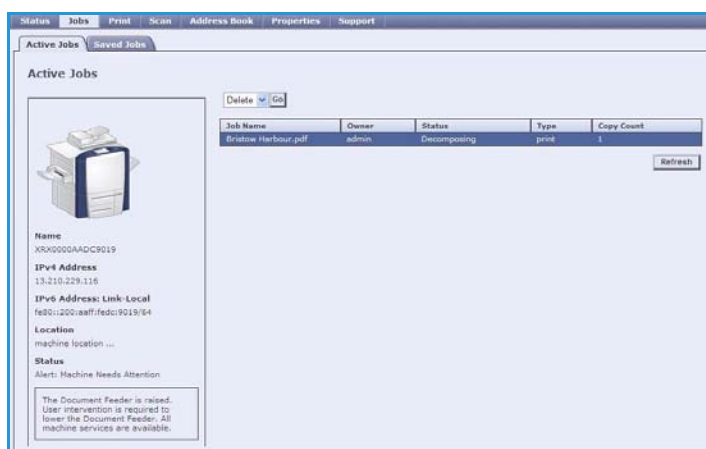 Status Jobs Print Scan Address Book Properties Support
Active Jobs Saved Jobs
Active Jobs
Delete Go
Job Name Owner Status Type Copy Count
Bristow Harbour.pdf admin Decomposing print 1
Refresh
Name
XRX0000AADC9019
IPv4 Address
13.210.229.116
IPv6 Address: Link-Local
fe80::200:aaff:fedc:9019/64
Location
machine location ...
Status
Alert: Machine Needs Attention
The Document Feeder is raised.
User intervention is required to
lower the Document Feeder. All
machine services are available.